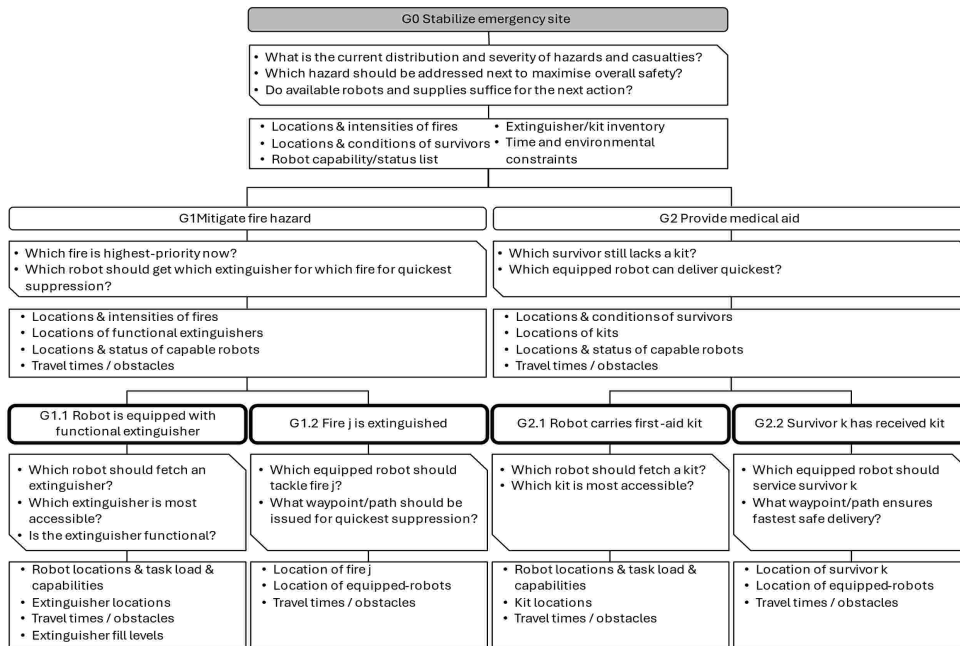 G0 Stabilize emergency site
• What is the current distribution and severity of hazards and casualties?
• Which hazard should be addressed next to maximise overall safety?
• Do available robots and supplies suffice for the next action?
• Locations & intensities of fires
• Locations & conditions of survivors
• Robot capability/status list
• Extinguisher/kit inventory
• Time and environmental
constraints
G1Mitigate fire hazard
• Which fire is highest-priority now?
• Which robot should get which extinguisher for which fire for quickest
suppression?
• Locations & intensities of fires
• Locations of functional extinguishers
• Locations & status of capable robots
• Travel times / obstacles
G2 Provide medical aid
• Which survivor still lacks a kit?
• Which equipped robot can deliver quickest?
• Locations & conditions of survivors
• Locations of kits
• Locations & status of capable robots
• Travel times / obstacles
G1.1 Robot is equipped with
functional extinguisher
• Which robot should fetch an
extinguisher?
• Which extinguisher is most
accessible?
• Is the extinguisher functional?
• Robot locations & task load &
capabilities
• Extinguisher locations
• Travel times / obstacles
• Extinguisher fill levels
G1.2 Fire j is extinguished
• Which equipped robot should
tackle fire j?
• What waypoint/path should be
issued for quickest suppression?
• Location of fire j
• Location of equipped-robots
• Travel times / obstacles
G2.1 Robot carries first-aid kit
• Which robot should fetch a kit?
• Which kit is most accessible?
• Robot locations & task load &
capabilities
• Kit locations
• Travel times / obstacles
G2.2 Survivor k has received kit
• Which equipped robot should
service survivor k
• What waypoint/path ensures
fastest safe delivery?
• Location of survivor k
• Location of equipped-robots
• Travel times / obstacles